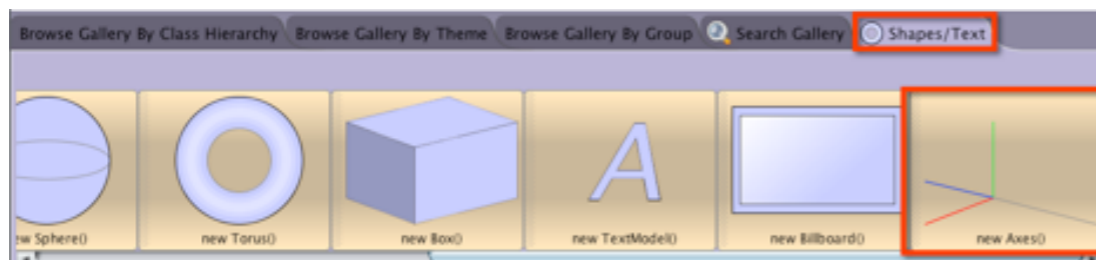 Browse Gallery By Class Hierarchy Browse Gallery By Theme Browse Gallery By Group Search Gallery Shapes/Text
A
ew Sphere() new Torus() new Box() new TextModel() new Billboard() new Axes()